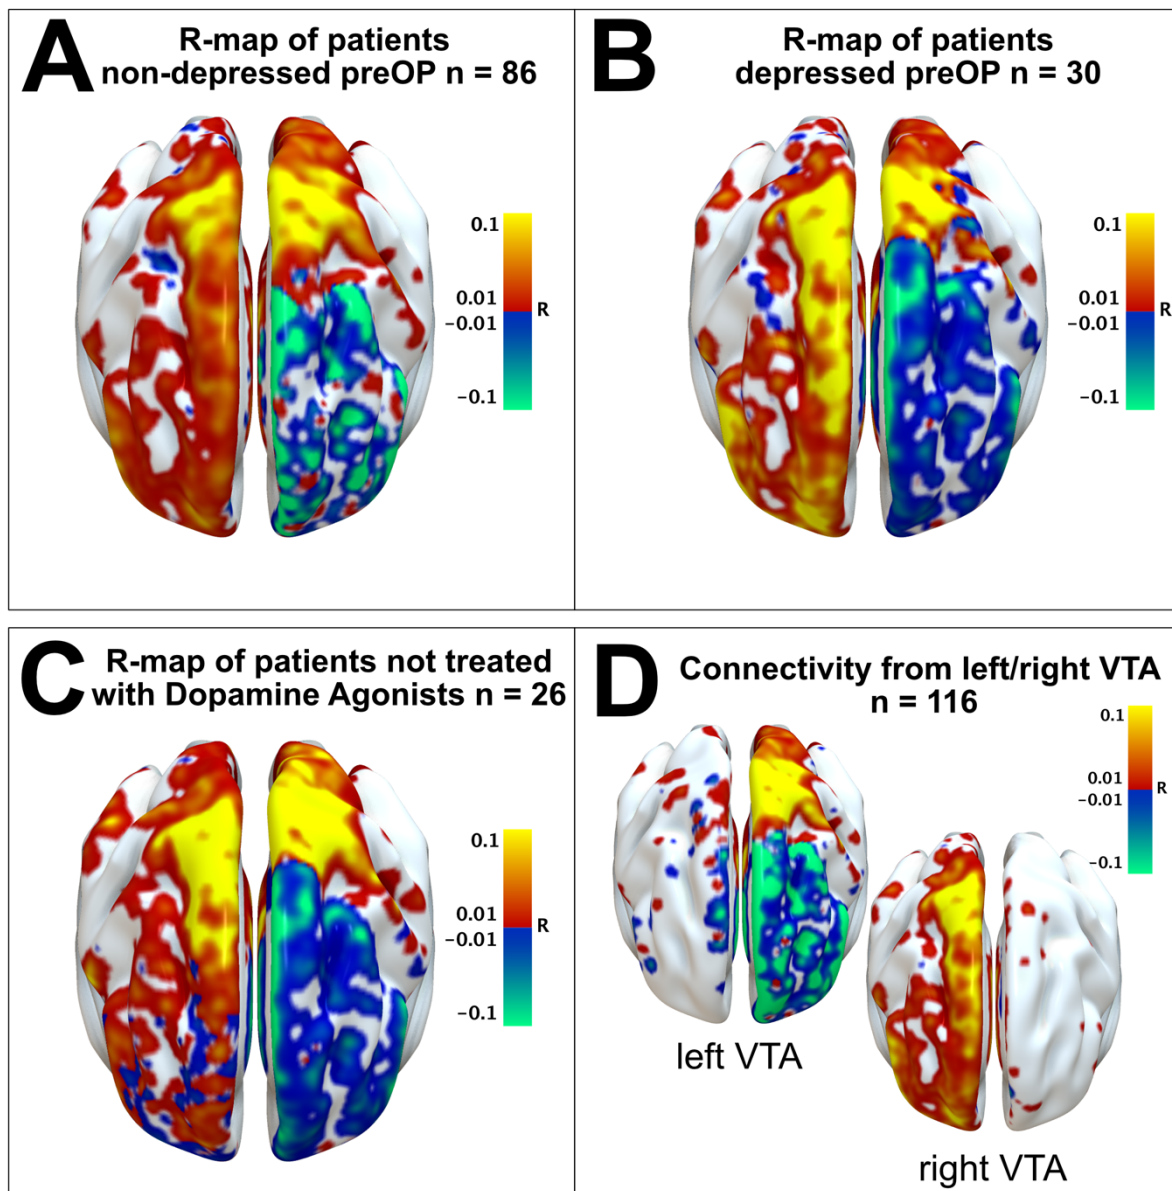 A
R-map of patients
non-depressed preOP n = 86
0.1
0.01
−0.01
−0.1
R
B
R-map of patients
depressed preOP n = 30
0.1
0.01
−0.01
−0.1
R
C
R-map of patients not treated
with Dopamine Agonists n = 26
0.1
0.01
−0.01
−0.1
R
D
Connectivity from left/right VTA
n = 116
0.1
0.01
−0.01
−0.1
R
left VTA
right VTA